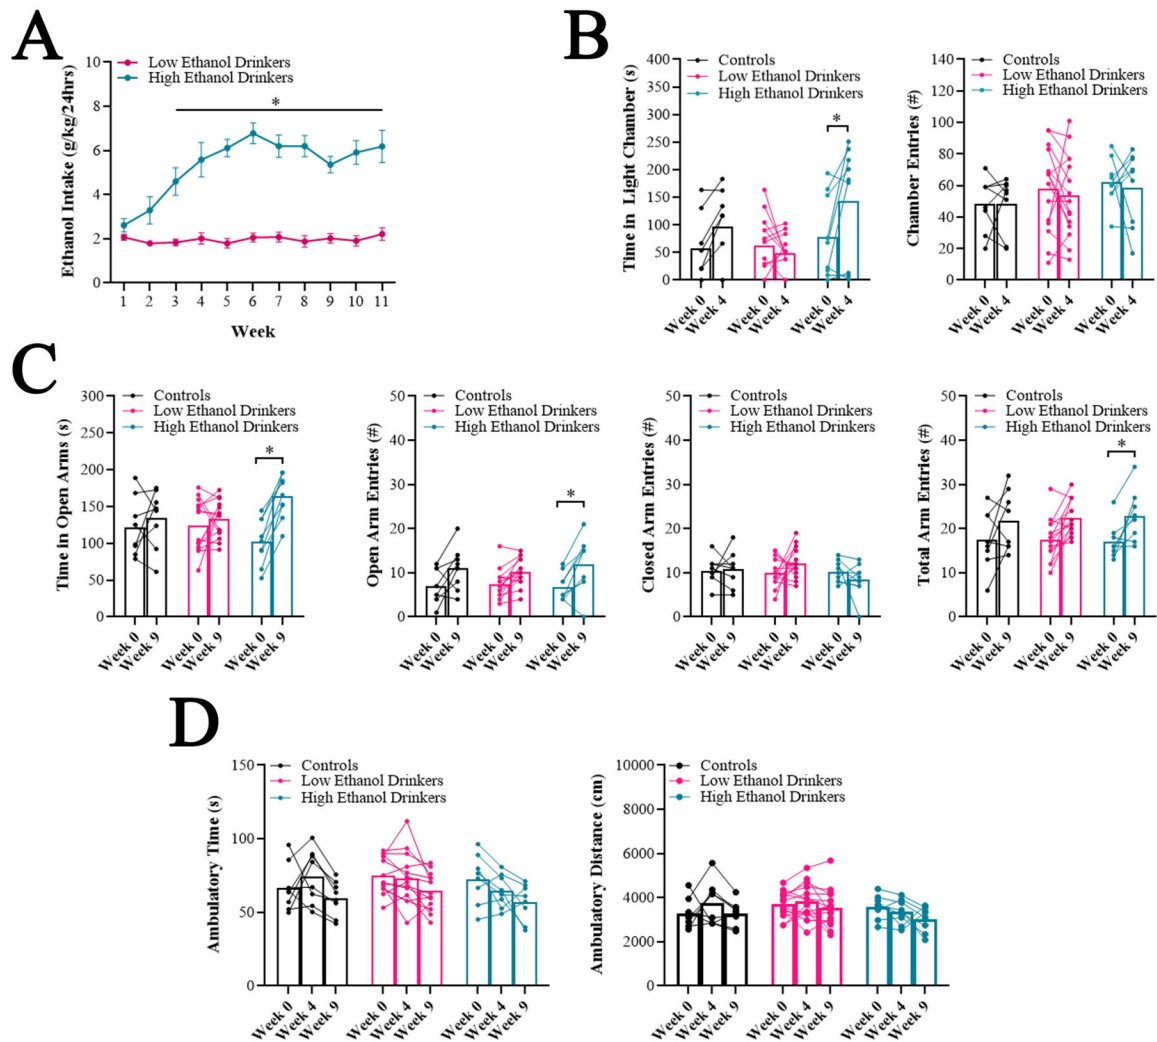 A
Low Ethanol Drinkers
High Ethanol Drinkers
Ethanol Intake (g/kg/24hrs)
10
8
6
4
2
0
*
1 2 3 4 5 6 7 8 9 10 11
Week
B
Controls
Low Ethanol Drinkers
High Ethanol Drinkers
Time in Light Chamber (s)
400
350
300
250
200
150
100
50
0
*
Week 0 Week 4 Week 0 Week 4 Week 0 Week 4
Controls
Low Ethanol Drinkers
High Ethanol Drinkers
Chamber Entries (#)
140
120
100
80
60
40
20
0
Week 0 Week 4 Week 0 Week 4 Week 0 Week 4
C
Controls
Low Ethanol Drinkers
High Ethanol Drinkers
Time in Open Arms (s)
300
250
200
150
100
50
0
*
Week 0 Week 9 Week 0 Week 9 Week 0 Week 9
Controls
Low Ethanol Drinkers
High Ethanol Drinkers
Open Arm Entries (#)
50
40
30
20
10
0
*
Week 0 Week 9 Week 0 Week 9 Week 0 Week 9
Controls
Low Ethanol Drinkers
High Ethanol Drinkers
Closed Arm Entries (#)
50
40
30
20
10
0
Week 0 Week 9 Week 0 Week 9 Week 0 Week 9
Controls
Low Ethanol Drinkers
High Ethanol Drinkers
Total Arm Entries (#)
50
40
30
20
10
0
*
Week 0 Week 9 Week 0 Week 9 Week 0 Week 9
D
Controls
Low Ethanol Drinkers
High Ethanol Drinkers
Ambulatory Time (s)
150
100
50
0
Week 0 Week 4 Week 9 Week 0 Week 4 Week 9 Week 0 Week 4 Week 9
Controls
Low Ethanol Drinkers
High Ethanol Drinkers
Ambulatory Distance (cm)
10000
8000
6000
4000
2000
0
Week 0 Week 4 Week 9 Week 0 Week 4 Week 9 Week 0 Week 4 Week 9